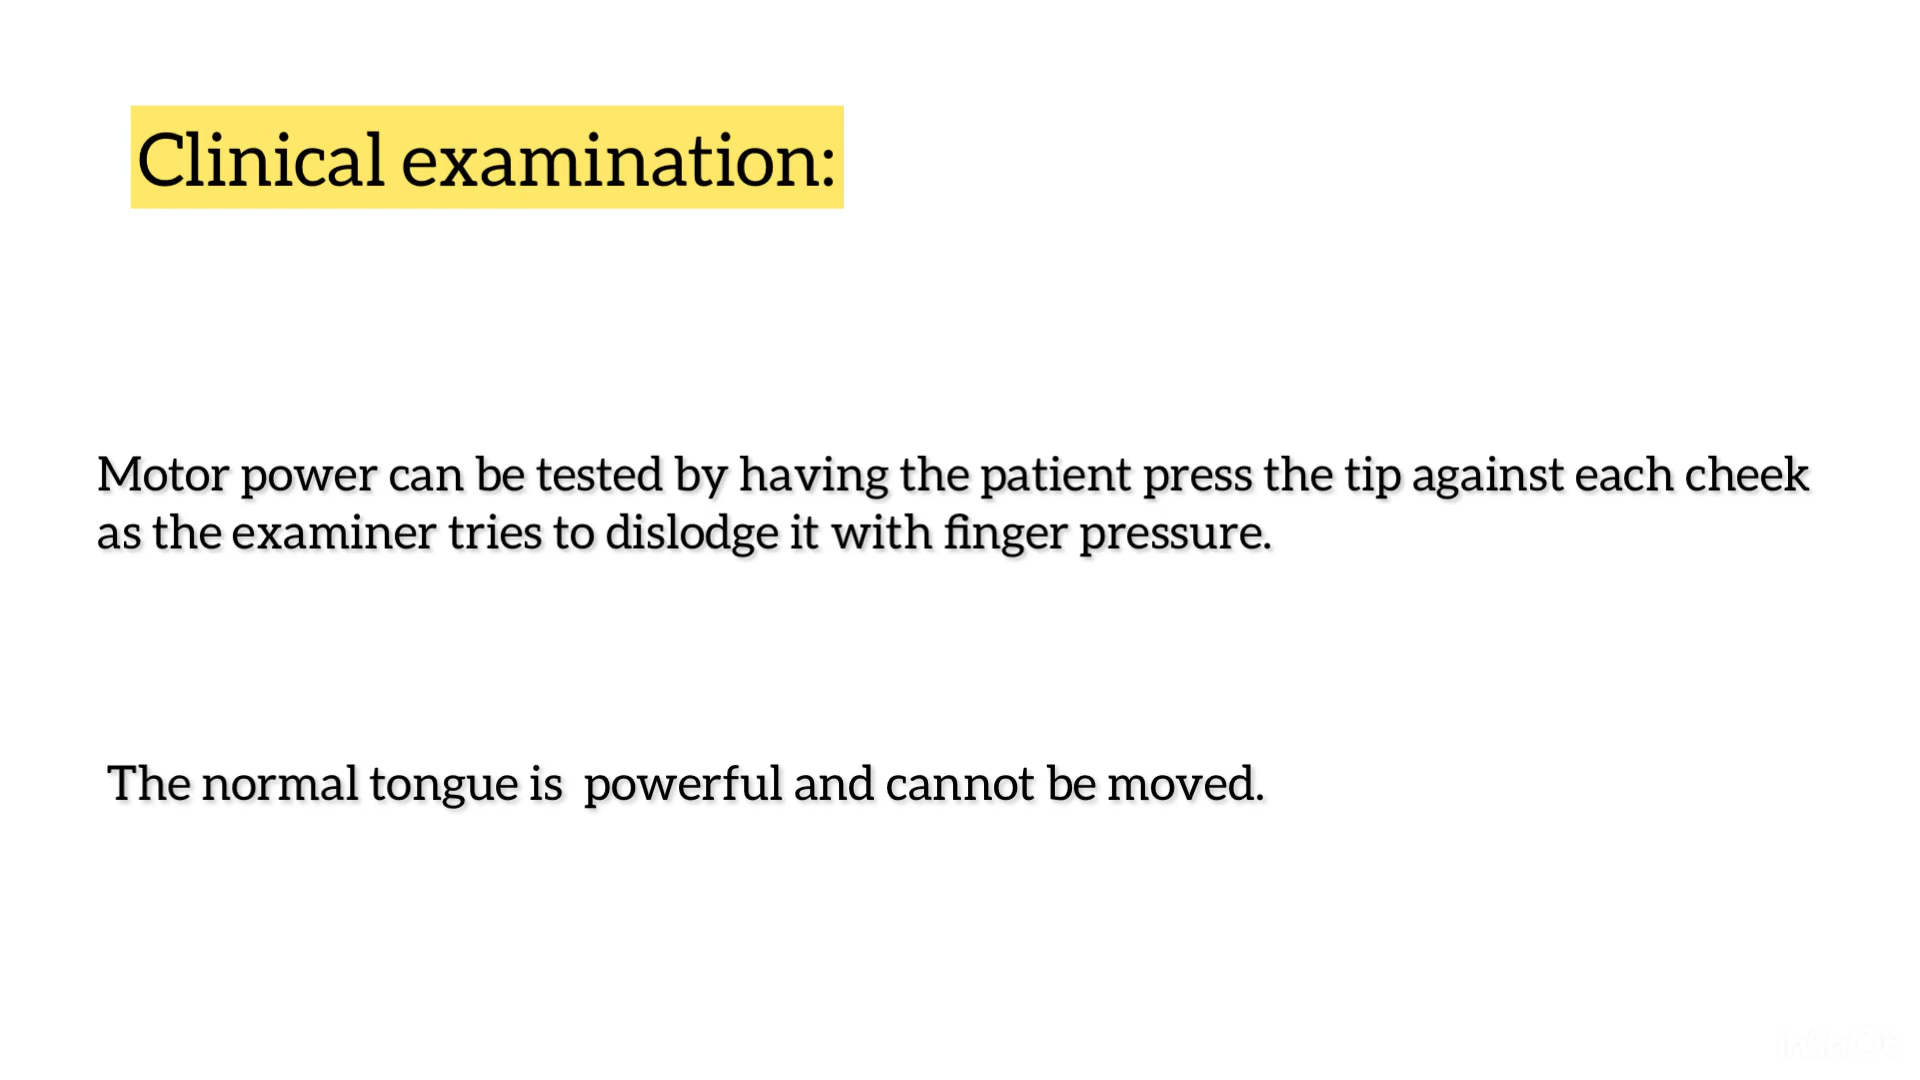 Clinical examination:
Motor power can be tested by having the patient press the tip against each cheek
as the examiner tries to dislodge it with finger pressure.
The normal tongue is  powerful and cannot be moved.